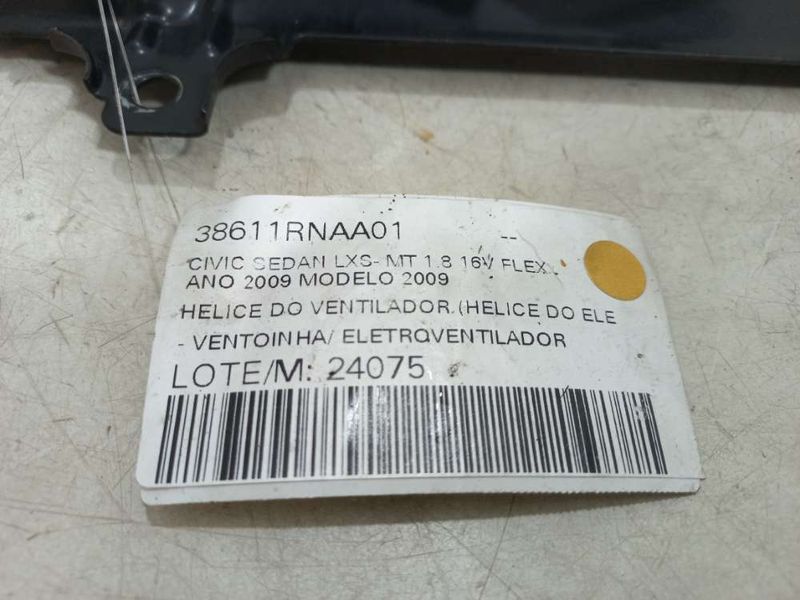 38611RNAA01 --
CIVIC SEDAN LXS- MT 1.8 16V FLEX
ANO 2009 MODELO 2009
HELICE DO VENTILADOR (HELICE DO ELE
- VENTOINHA/ ELETROVENTILADOR
LOTE/M: 24075